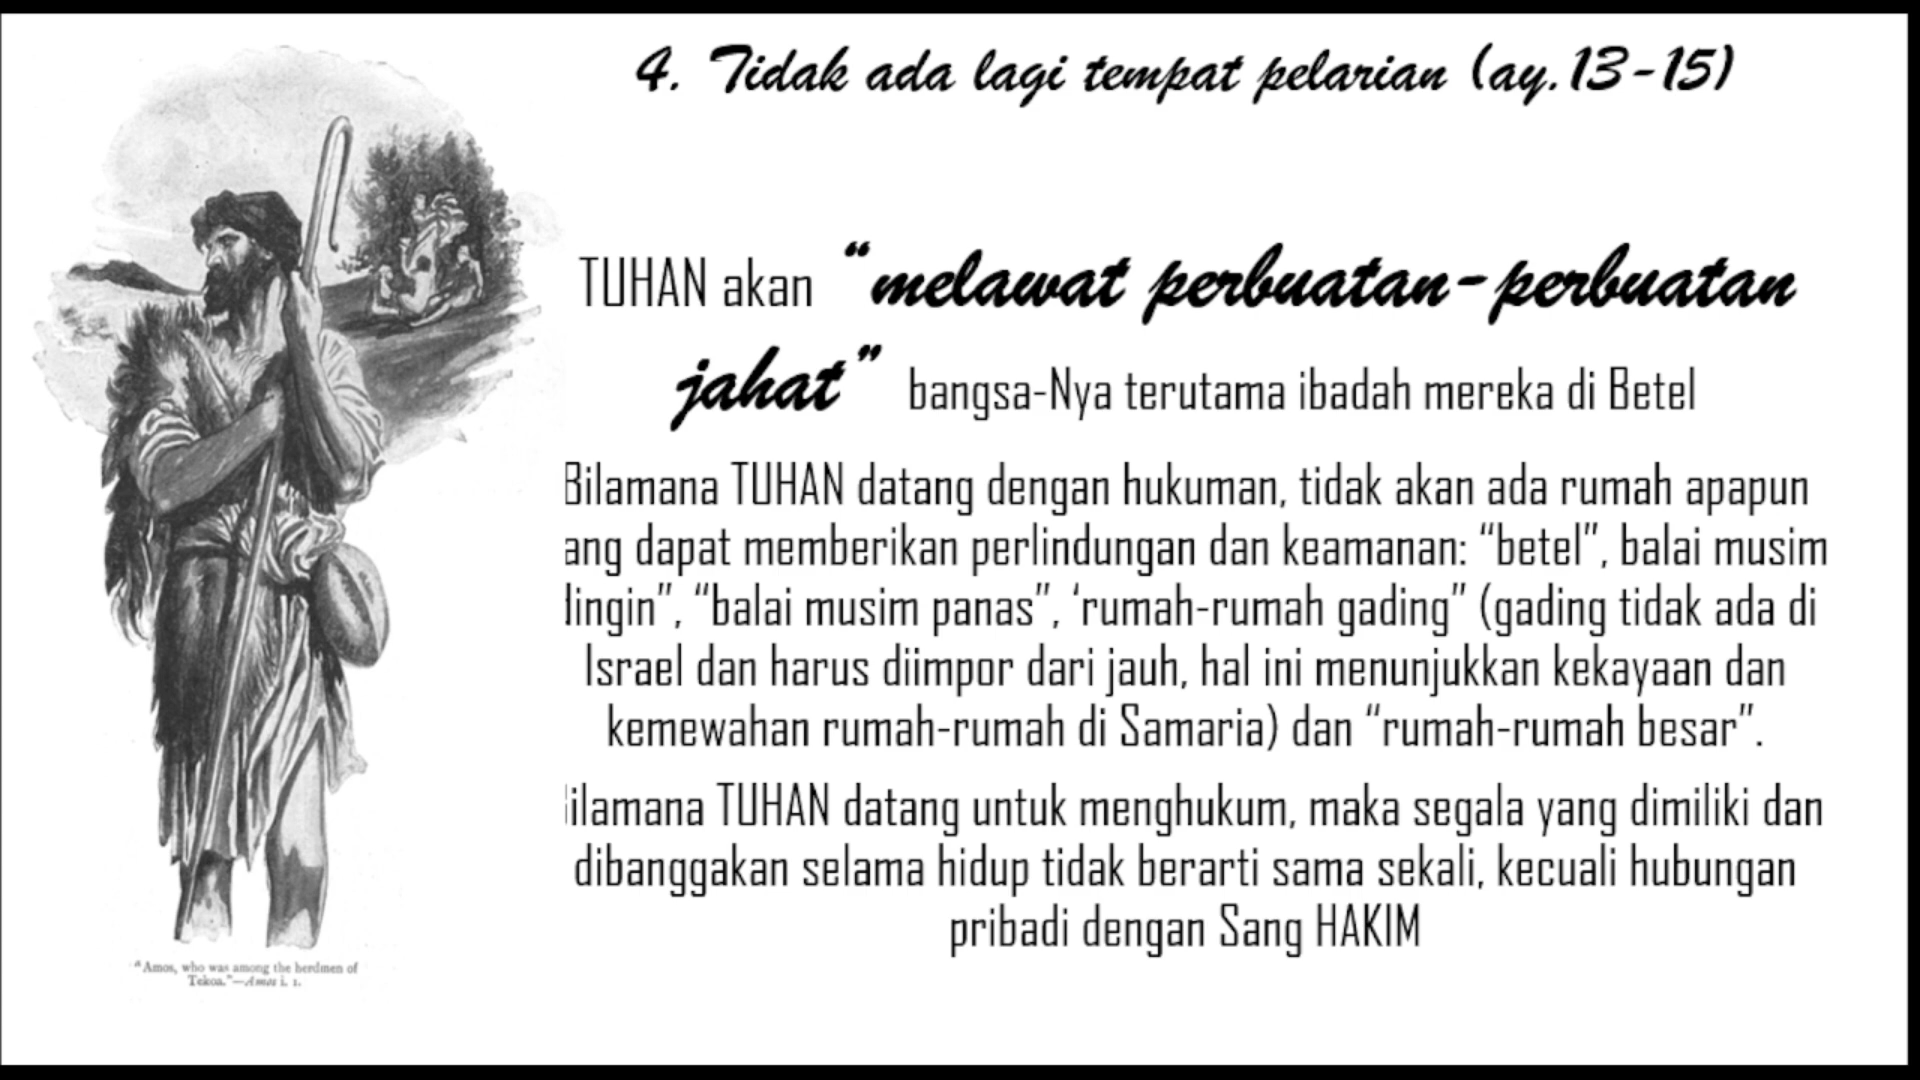 4. Tidak ada lagi tempat pelarian (ay.13-15)
TUHAN akan “melawat perbuatan-perbuatan
jahat” bangsa-Nya terutama ibadah mereka di Betel
Bilamana TUHAN datang dengan hukuman, tidak akan ada rumah apapun
ang dapat memberikan perlindungan dan keamanan: “betel”, balai musim
dingin”, “balai musim panas”, ‘rumah-rumah gading” (gading tidak ada di
Israel dan harus diimpor dari jauh, hal ini menunjukkan kekayaan dan
kemewahan rumah-rumah di Samaria) dan “rumah-rumah besar”.
ilamana TUHAN datang untuk menghukum, maka segala yang dimiliki dan
dibanggakan selama hidup tidak berarti sama sekali, kecuali hubungan
pribadi dengan Sang HAKIM
“Amos, who was among the herdmen of
Tekoa.”—Amos i. 1.